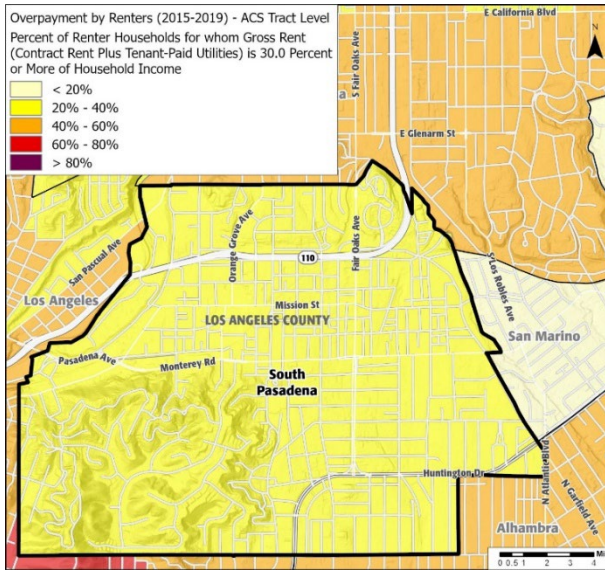 Overpayment by Renters (2015-2019) - ACS Tract Level
Percent of Renter Households for whom Gross Rent
(Contract Rent Plus Tenant-Paid Utilities) is 30.0 Percent
or More of Household Income
< 20%
20% - 40%
40% - 60%
60% - 80%
> 80%
E California Blvd
S Fair Oaks Ave
a
E Glenarm St
Orange Grove Ave
Fair Oaks Ave
San Pascual Ave
110
S Los Robles Ave
Los Angeles
Mission St
LOS ANGELES COUNTY
San Marino
Pasadena Ave
Monterey Rd
South
Pasadena
Huntington Dr
N Atlantic Blvd
N Garfield Ave
Alhambra
0 0.5 1 2 3 4
Mi